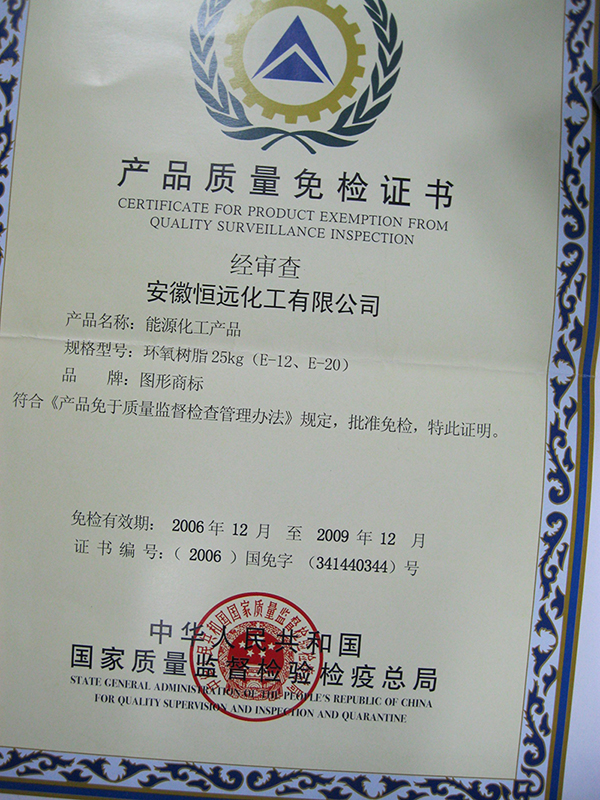 产品质量免检证书
CERTIFICATE FOR PRODUCT EXEMPTION FROM
QUALITY SURVEILLANCE INSPECTION
经审查
安徽恒远化工有限公司
产品名称：能源化工产品
规格型号：环氧树脂25kg（E-12、E-20）
品 牌：图形商标
符合《产品免于质量监督检查管理办法》规定，批准免检，特此证明。
免检有效期： 2006 年 12 月 至 2009 年 12 月
证 书 编 号：（ 2006 ）国免字 （341440344）号
中华人民共和国
国家质量监督检验检疫总局
STATE GENERAL ADMINISTRATION OF THE PEOPLE'S REPUBLIC OF CHINA
FOR QUALITY SUPERVISION AND INSPECTION AND QUARANTINE